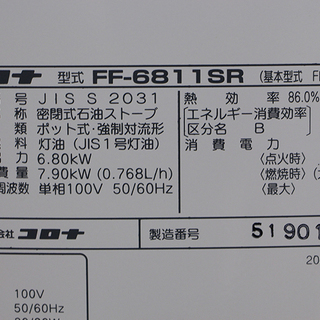 コロナ 型式 FF-6811SR (基本型式 F
号 JIS S 2031
称 密閉式石油ストーブ
類 ポット式・強制対流形
料 灯油 (JIS1号灯油)
力 6.80kW
量 7.90kW (0.768L/h)
周波数 単相100V 50/60Hz
熱効率 86.0%
[エネルギー消費効率]
区分名 B
消費電力
(点火時)
(燃焼時)
(最大)
会社 コロナ 製造番号 51901
20
100V
50/60Hz